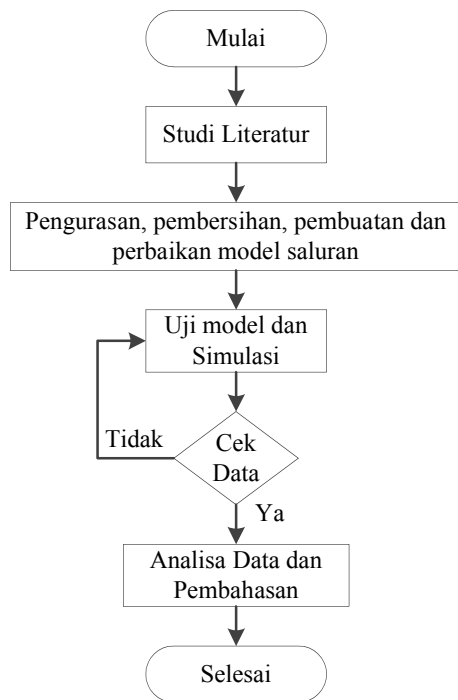 Mulai
Studi Literatur
Pengurasan, pembersihan, pembuatan dan
perbaikan model saluran
Uji model dan
Simulasi
Tidak
Cek
Data
Ya
Analisa Data dan
Pembahasan
Selesai